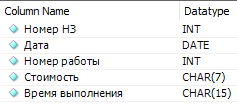 Column Name Datatype
Номер НЗ INT
Дата DATE
Номер работы INT
Стоимость CHAR(7)
Время выполнения CHAR(15)